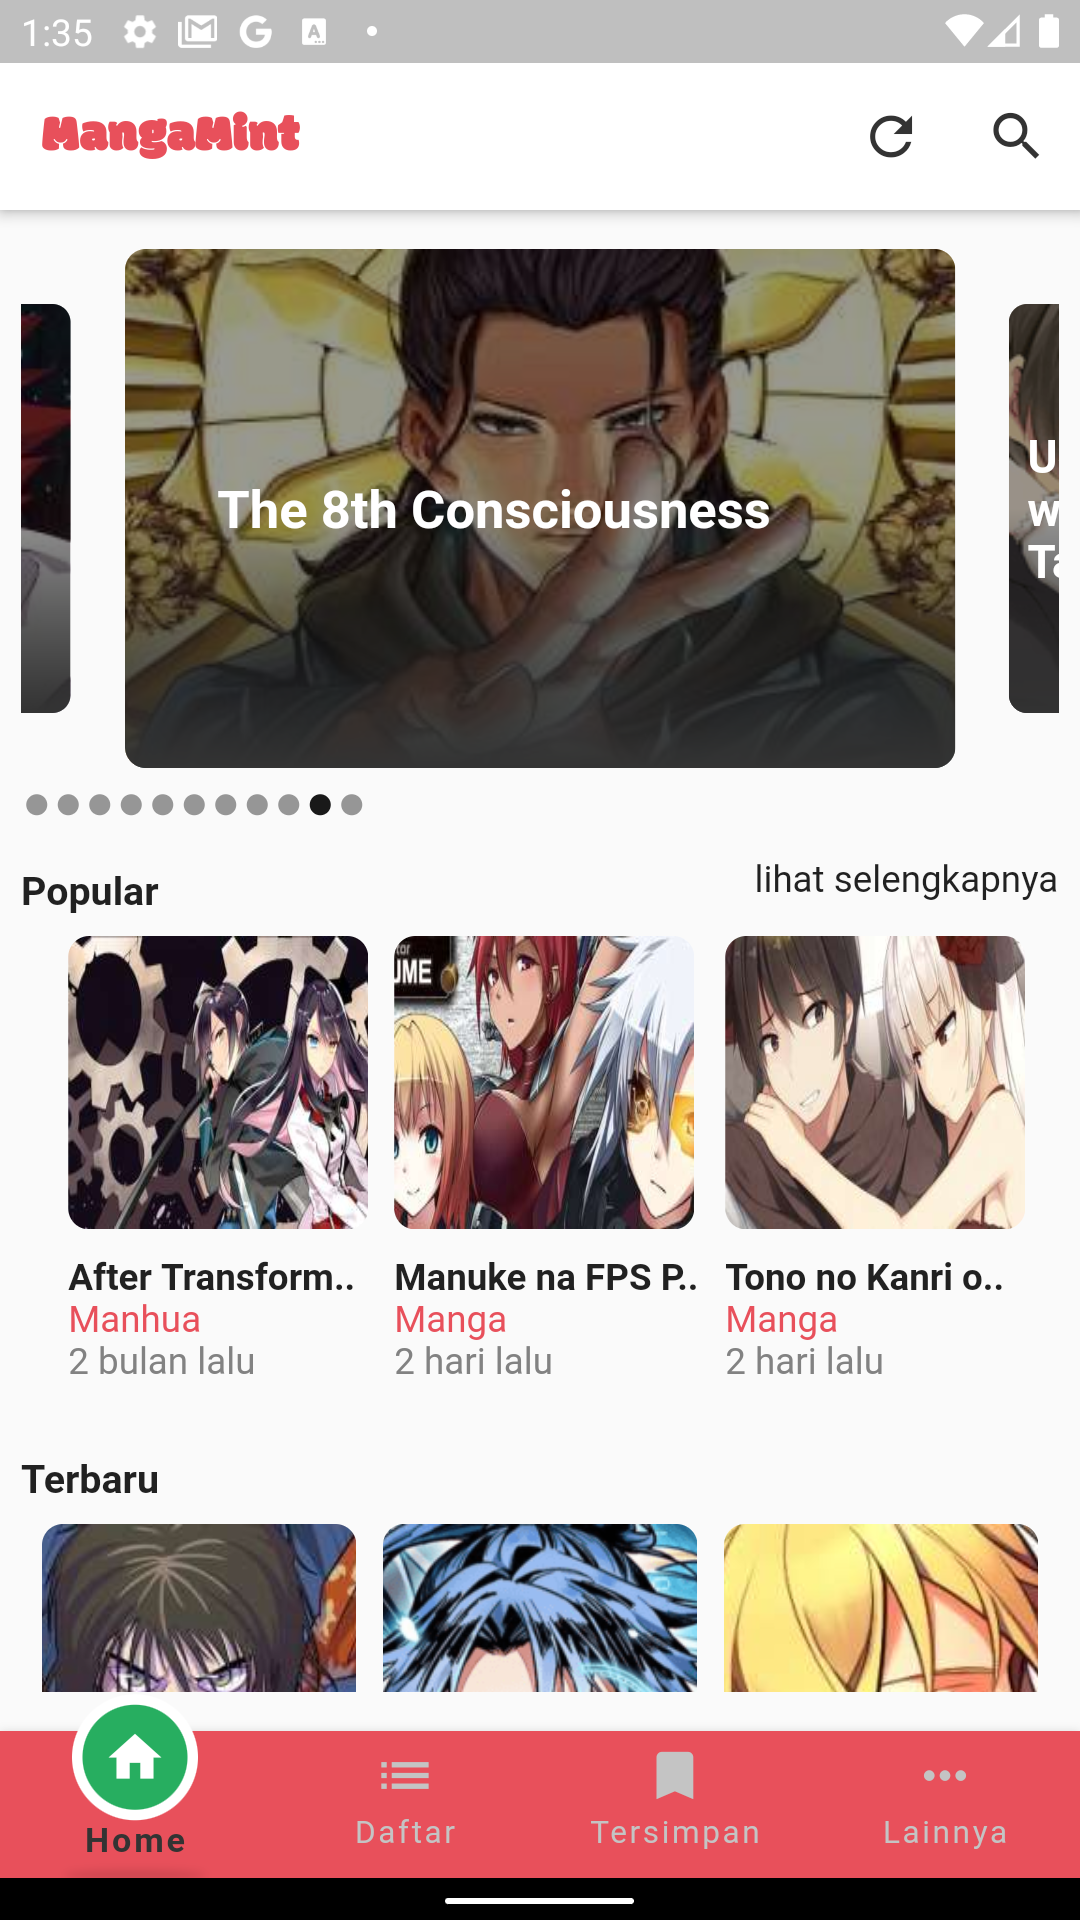 1:35
MangaMint
The 8th Consciousness
U
w
Ta
Popular
lihat selengkapnya
UME
After Transform..
Manhua
2 bulan lalu
Manuke na FPS P..
Manga
2 hari lalu
Tono no Kanri o..
Manga
2 hari lalu
Terbaru
Home
Daftar
Tersimpan
Lainnya